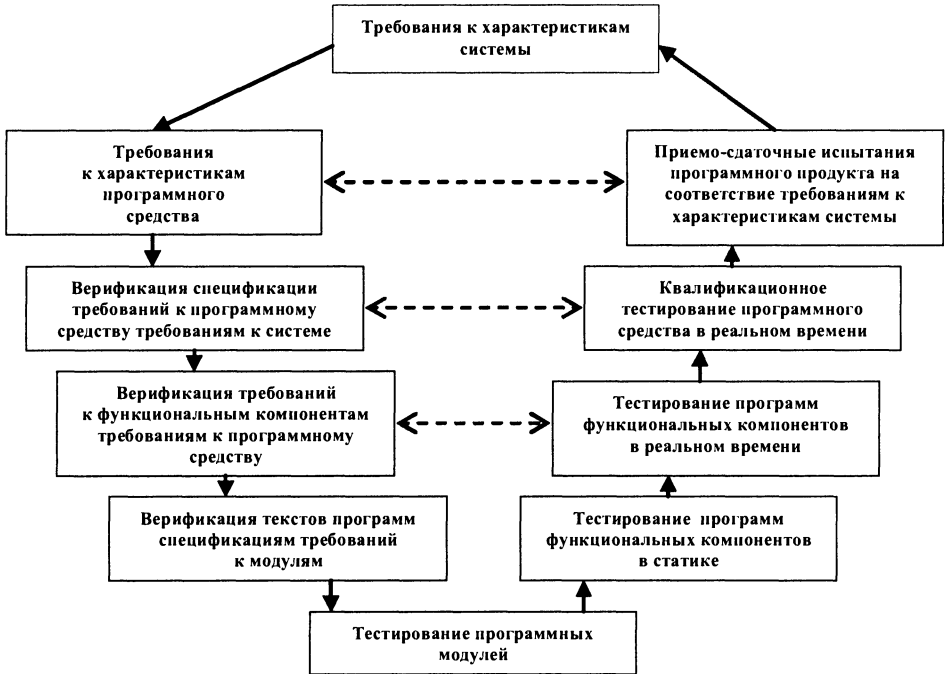 Требования к характеристикам
системы
Требования
к характеристикам
программного
средства
Приемо-сдаточные испытания
программного продукта на
соответствие требованиям к
характеристикам системы
Верификация спецификации
требований к программному
средству требованиям к системе
Квалификационное
тестирование программного
средства в реальном времени
Верификация требований
к функциональным компонентам
требованиям к программному
средству
Тестирование программ
функциональных компонентов
в реальном времени
Верификация текстов программ
спецификациям требований
к модулям
Тестирование программ
функциональных компонентов
в статике
Тестирование программных
модулей